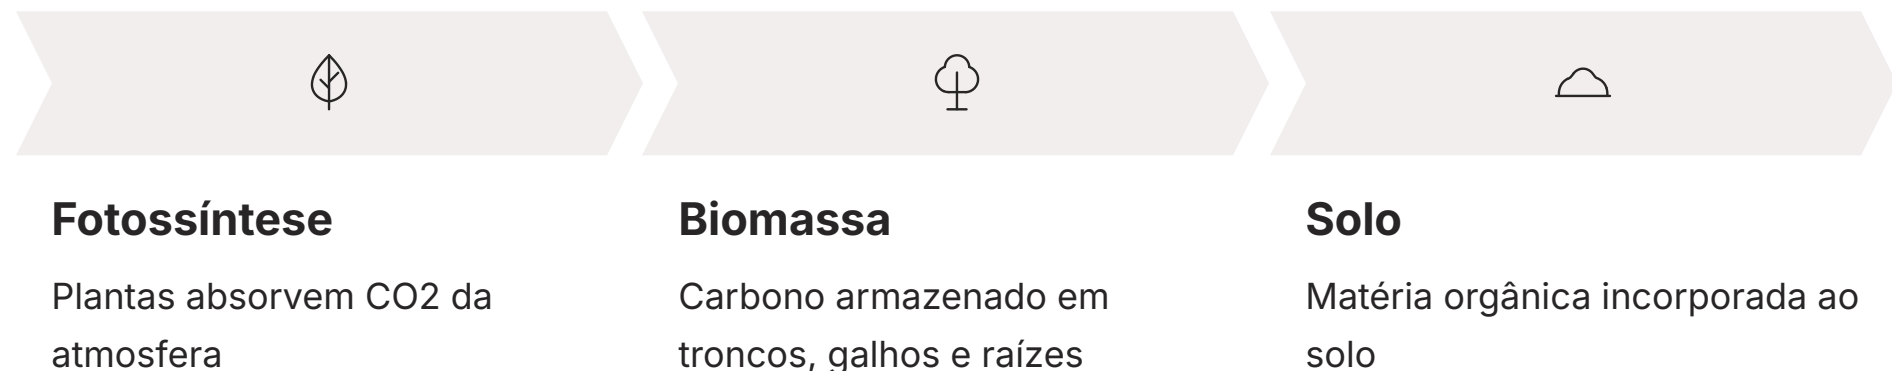 Fotossíntese
Plantas absorvem CO2 da
atmosfera
Biomassa
Carbono armazenado em
troncos, galhos e raízes
Solo
Matéria orgânica incorporada ao
solo